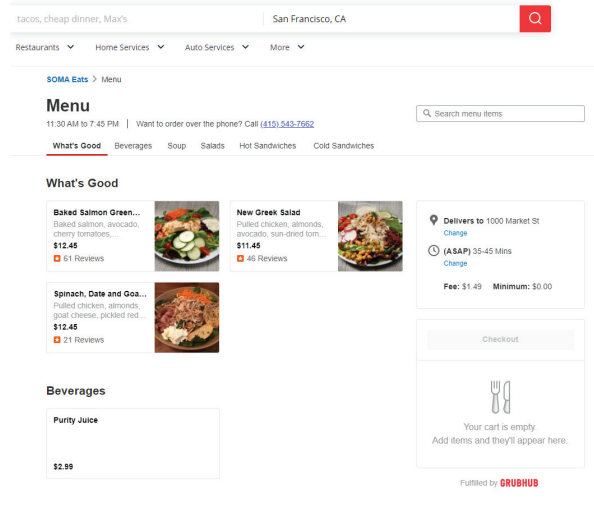 tacos, cheap dinner, Max's
San Francisco, CA
Restaurants
Home Services
Auto Services
More
SOMA Eats > Menu
Menu
11:30 AM to 7:45 PM | Want to order over the phone? Call (415) 543-7662
Search menu items
What's Good
Beverages
Soup
Salads
Hot Sandwiches
Cold Sandwiches
What's Good
Baked Salmon Green...
Baked salmon, avocado,
cherry tomatoes,...
$12.45
61 Reviews
New Greek Salad
Pulled chicken, almonds,
avocado, sun-dried tom...
$11.45
46 Reviews
Spinach, Date and Goa...
Pulled chicken, almonds,
goat cheese, pickled red...
$12.45
21 Reviews
Delivers to 1000 Market St
Change
(ASAP) 35-45 Mins
Change
Fee: $1.49 Minimum: $0.00
Checkout
Your cart is empty.
Add items and they'll appear here.
Fulfilled by GRUBHUB
Beverages
Purity Juice
$2.99